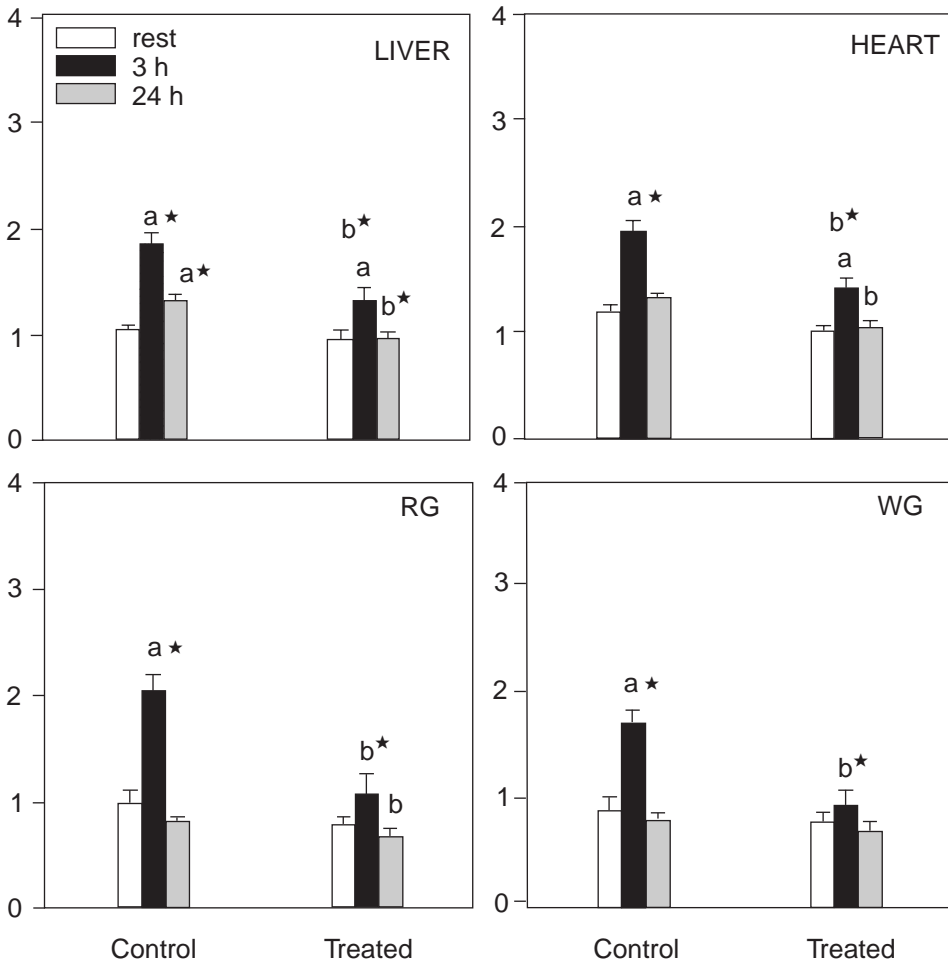 4
3
2
1
0
rest
3 h
24 h
LIVER
a ★
a ★
b ★
a
b ★
4
3
2
1
0
HEART
a ★
b ★
a
b
4
3
2
1
0
RG
a ★
b ★
b
Control
Treated
4
3
2
1
0
WG
a ★
b ★
Control
Treated